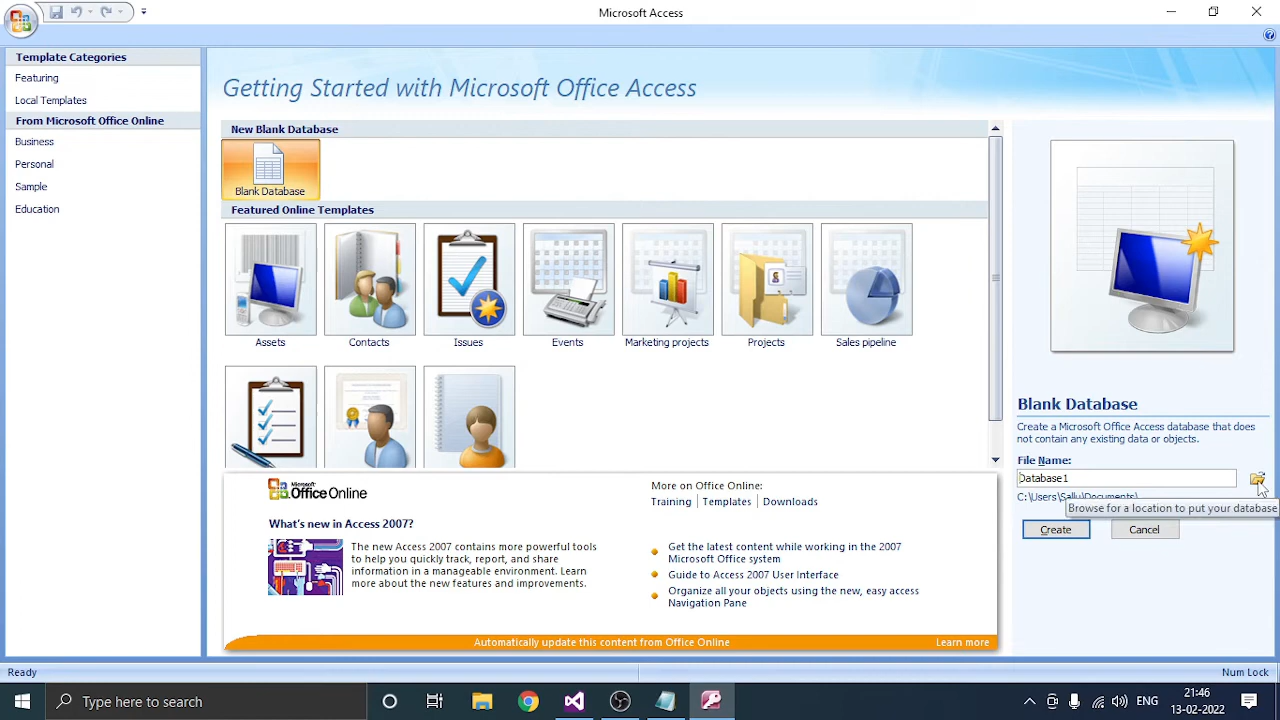 Microsoft Access
Template Categories
Featuring
Local Templates
From Microsoft Office Online
Business
Personal
Sample
Education
Getting Started with Microsoft Office Access
New Blank Database
Blank Database
Featured Online Templates
Assets
Contacts
Issues
Events
Marketing projects
Projects
Sales pipeline
Blank Database
Create a Microsoft Office Access database that does
not contain any existing data or objects.
File Name:
Database1
C:\Users\Sallu\Documents\
Browse for a location to put your database
Create
Cancel
Microsoft
Office Online
What's new in Access 2007?
The new Access 2007 contains more powerful tools
to help you quickly track, report, and share
information in a manageable environment. Learn
more about the new features and improvements.
More on Office Online:
Training | Templates | Downloads
Get the latest content while working in the 2007
Microsoft Office system
Guide to Access 2007 User Interface
Organize all your objects using the new, easy access
Navigation Pane
Automatically update this content from Office Online
Learn more
Ready
Num Lock
Type here to search
ENG
21:46
13-02-2022